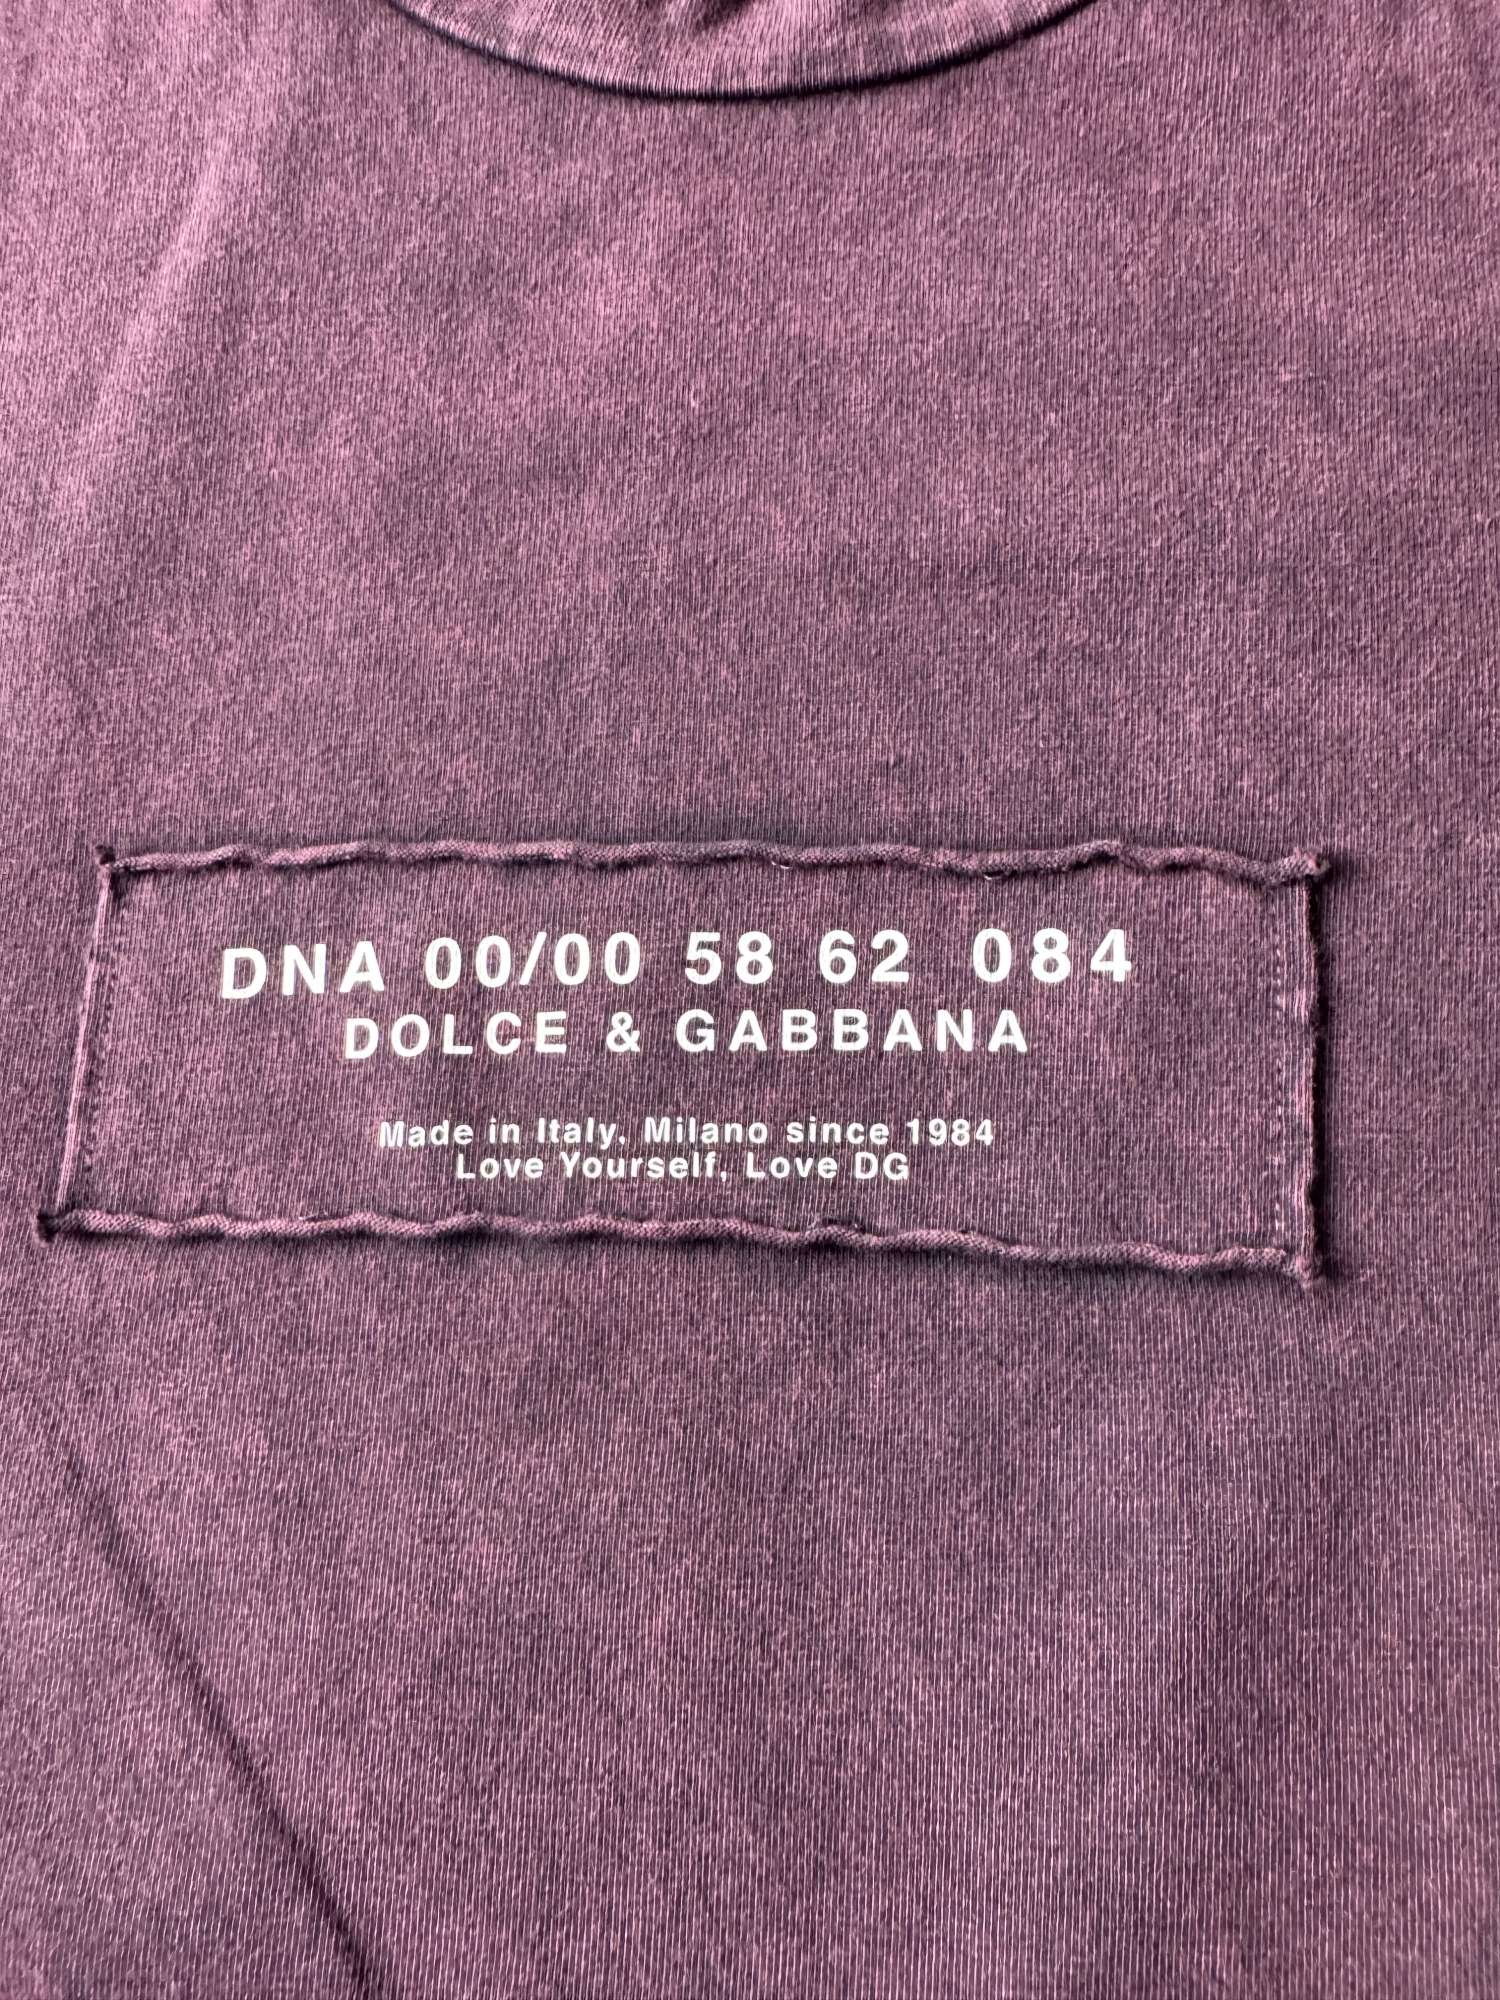 DNA 00/00 58 62 084
DOLCE & GABBANA
Made in Italy. Milano since 1984
Love Yourself, Love DG